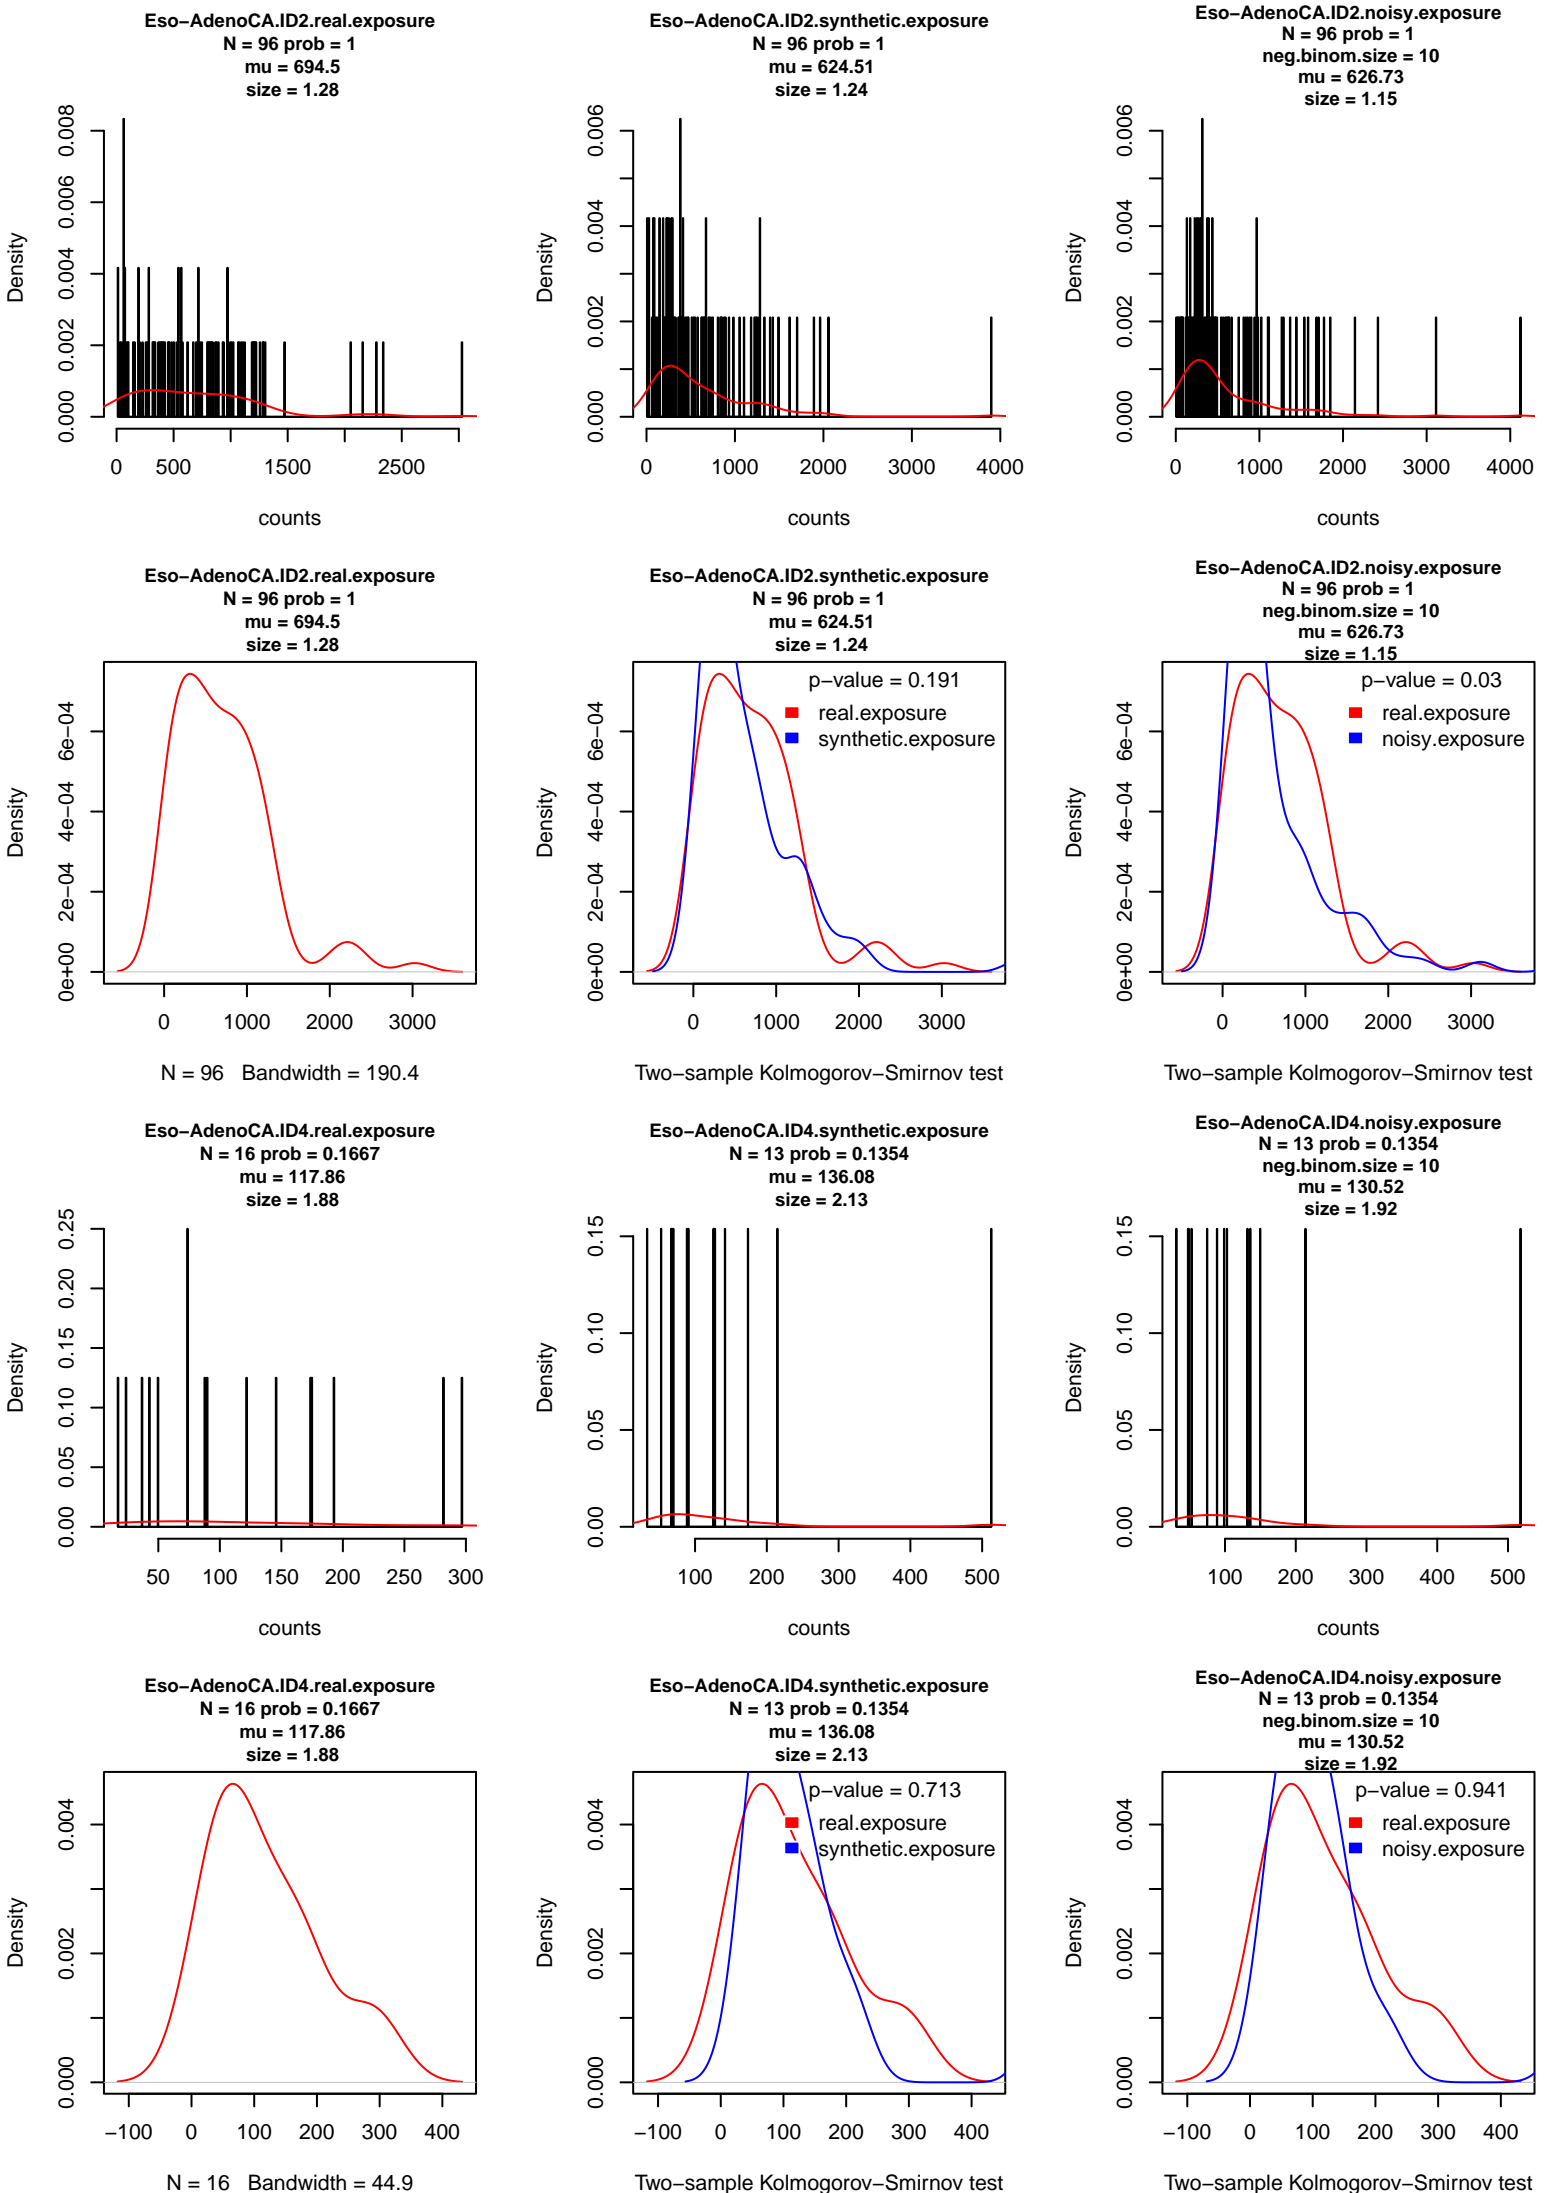 Eso−AdenoCA.ID2.real.exposure
N = 96 prob = 1
mu = 694.5
size = 1.28
Density
0.000 0.002 0.004 0.006 0.008
0 500 1500 2500
counts
Eso−AdenoCA.ID2.synthetic.exposure
N = 96 prob = 1
mu = 624.51
size = 1.24
Density
0.000 0.002 0.004 0.006
0 1000 2000 3000 4000
counts
Eso−AdenoCA.ID2.noisy.exposure
N = 96 prob = 1
neg.binom.size = 10
mu = 626.73
size = 1.15
Density
0.000 0.002 0.004 0.006
0 1000 2000 3000 4000
counts
Eso−AdenoCA.ID2.real.exposure
N = 96 prob = 1
mu = 694.5
size = 1.28
Density
0e+00 2e−04 4e−04 6e−04
0 1000 2000 3000
N = 96 Bandwidth = 190.4
Eso−AdenoCA.ID2.synthetic.exposure
N = 96 prob = 1
mu = 624.51
size = 1.24
p−value = 0.191
real.exposure
synthetic.exposure
Density
0e+00 2e−04 4e−04 6e−04
0 1000 2000 3000
Two−sample Kolmogorov−Smirnov test
Eso−AdenoCA.ID2.noisy.exposure
N = 96 prob = 1
neg.binom.size = 10
mu = 626.73
size = 1.15
p−value = 0.03
real.exposure
noisy.exposure
Density
0e+00 2e−04 4e−04 6e−04
0 1000 2000 3000
Two−sample Kolmogorov−Smirnov test
Eso−AdenoCA.ID4.real.exposure
N = 16 prob = 0.1667
mu = 117.86
size = 1.88
Density
0.00 0.05 0.10 0.15 0.20 0.25
50 100 150 200 250 300
counts
Eso−AdenoCA.ID4.synthetic.exposure
N = 13 prob = 0.1354
mu = 136.08
size = 2.13
Density
0.00 0.05 0.10 0.15
100 200 300 400 500
counts
Eso−AdenoCA.ID4.noisy.exposure
N = 13 prob = 0.1354
neg.binom.size = 10
mu = 130.52
size = 1.92
Density
0.00 0.05 0.10 0.15
100 200 300 400 500
counts
Eso−AdenoCA.ID4.real.exposure
N = 16 prob = 0.1667
mu = 117.86
size = 1.88
Density
0.000 0.002 0.004
−100 0 100 200 300 400
N = 16 Bandwidth = 44.9
Eso−AdenoCA.ID4.synthetic.exposure
N = 13 prob = 0.1354
mu = 136.08
size = 2.13
p−value = 0.713
real.exposure
synthetic.exposure
Density
0.000 0.002 0.004
−100 0 100 200 300 400
Two−sample Kolmogorov−Smirnov test
Eso−AdenoCA.ID4.noisy.exposure
N = 13 prob = 0.1354
neg.binom.size = 10
mu = 130.52
size = 1.92
p−value = 0.941
real.exposure
noisy.exposure
Density
0.000 0.002 0.004
−100 0 100 200 300 400
Two−sample Kolmogorov−Smirnov test